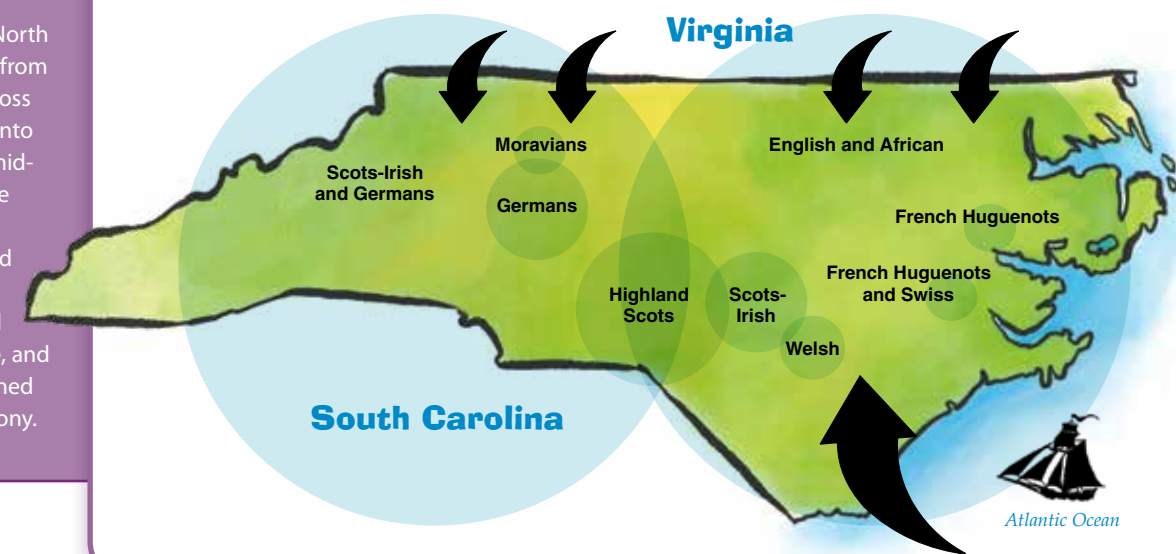 North
from
oss
nto
nid-
e
d
, and
ned
ony.
Virginia
Moravians
English and African
Scots-Irish
and Germans
Germans
French Huguenots
French Huguenots
and Swiss
Highland
Scots
Scots-
Irish
Welsh
South Carolina
Atlantic Ocean